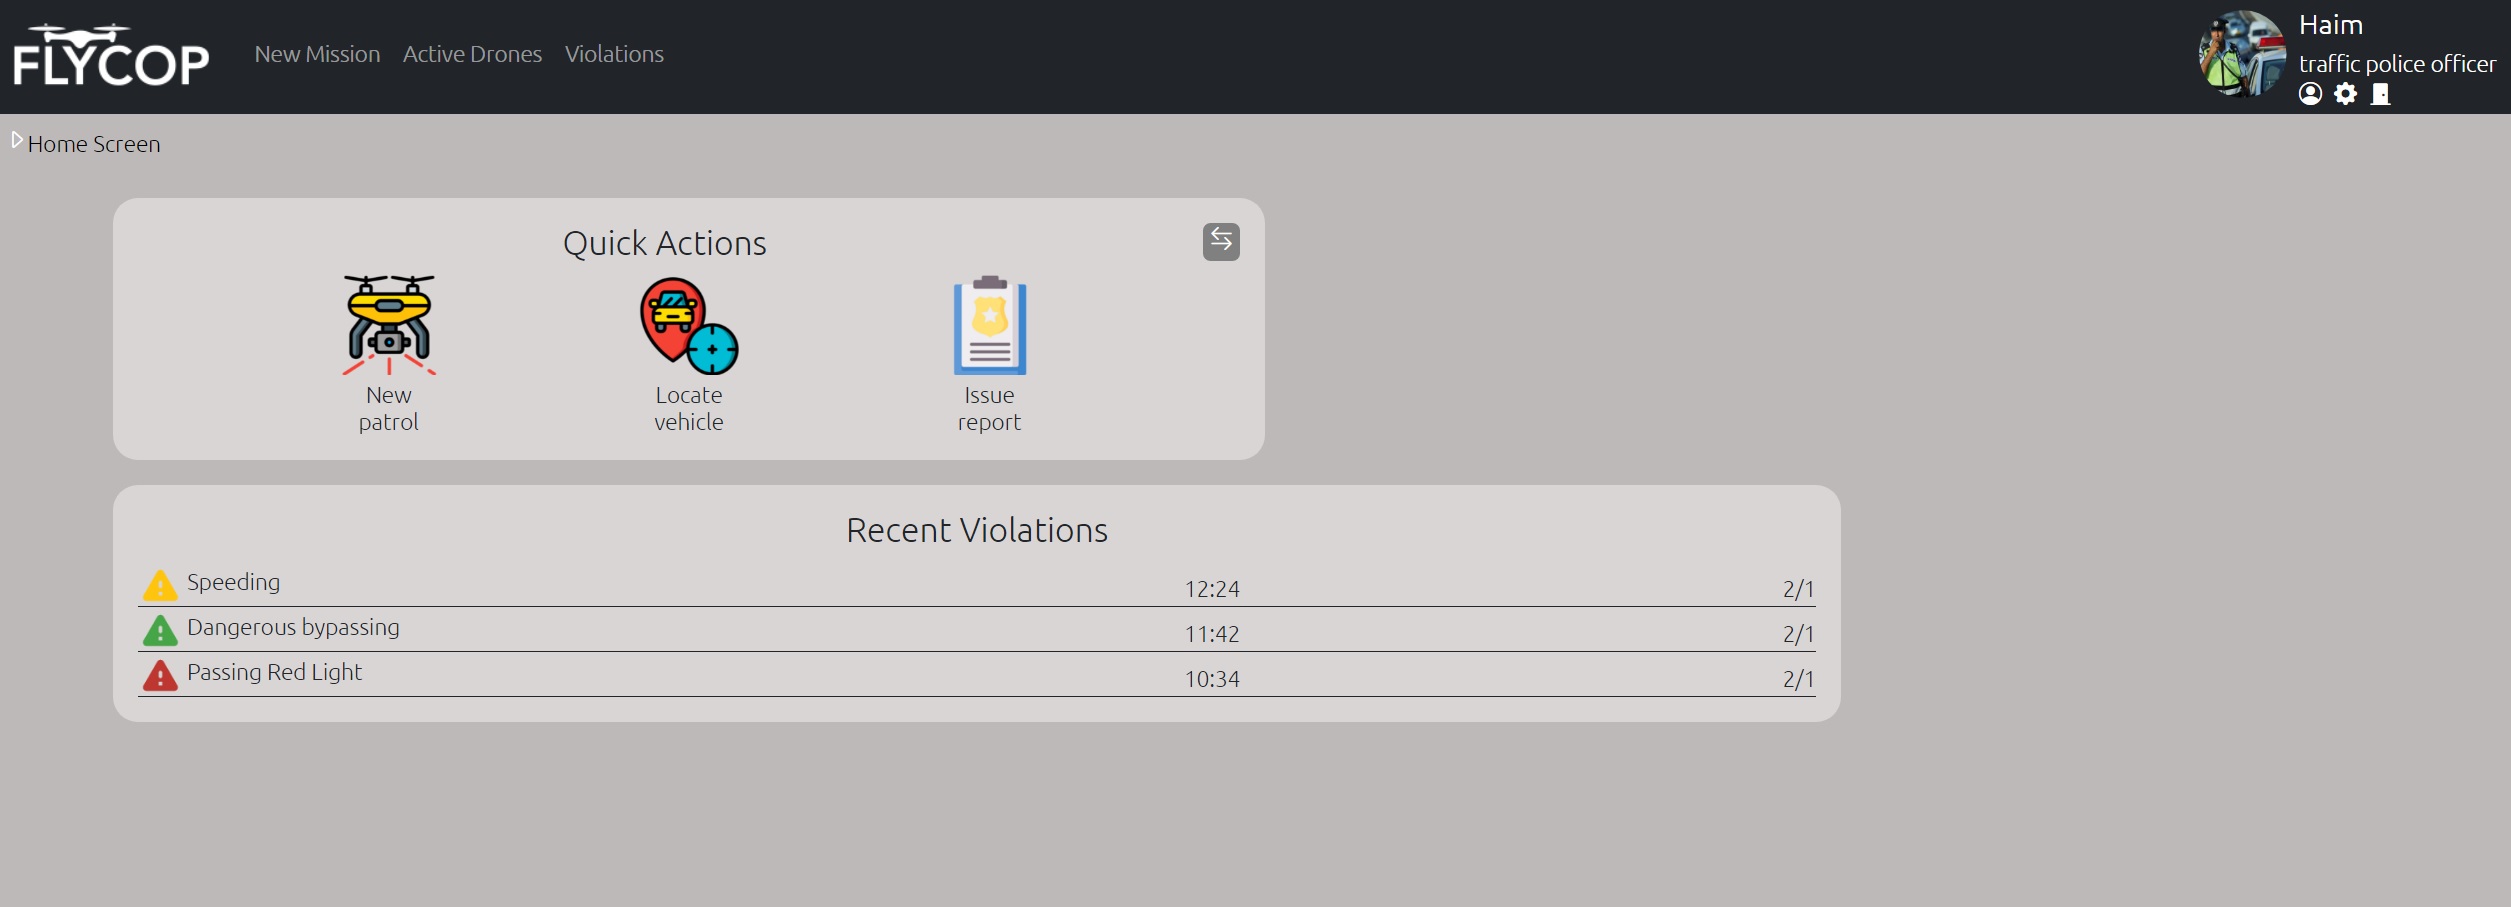 FLYCOP
New Mission Active Drones Violations
Haim
traffic police officer
Home Screen
Quick Actions
New
patrol
Locate
vehicle
Issue
report
Recent Violations
Speeding 12:24 2/1
Dangerous bypassing 11:42 2/1
Passing Red Light 10:34 2/1